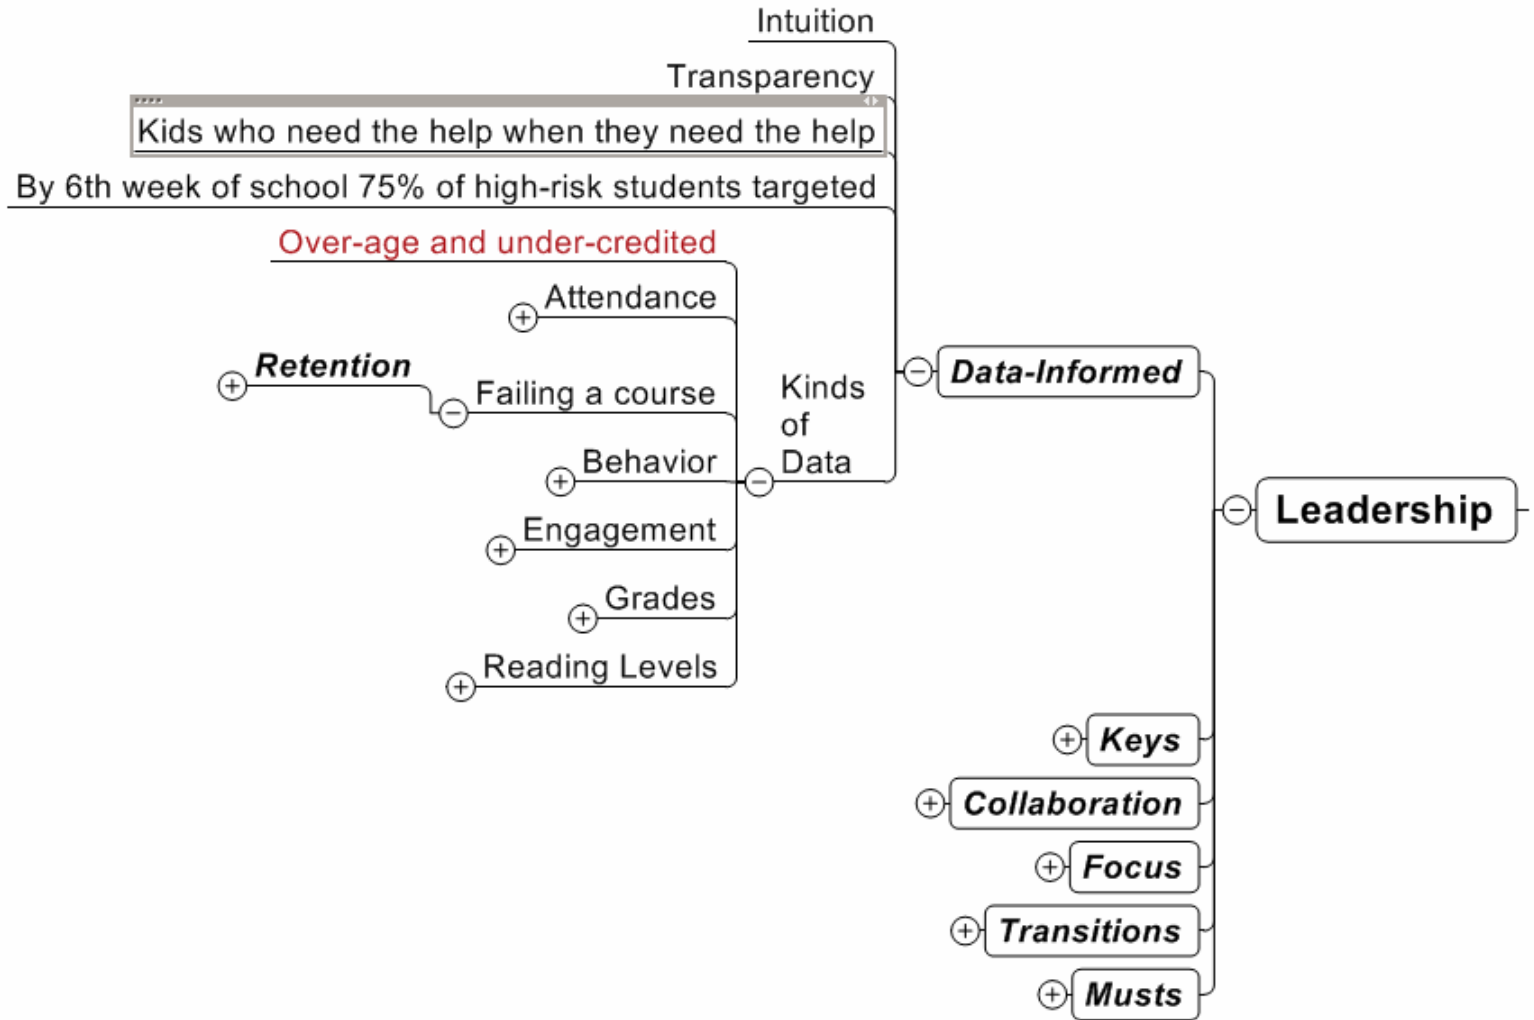 Intuition
Transparency
Kids who need the help when they need the help
By 6th week of school 75% of high-risk students targeted
Over-age and under-credited
Attendance
Retention
Failing a course
Behavior
Engagement
Grades
Reading Levels
Kinds
of
Data
Data-Informed
Leadership
Keys
Collaboration
Focus
Transitions
Musts